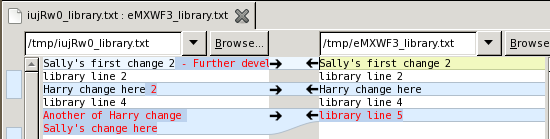 iujRw0_library.txt : eMXWF3_library.txt
/tmp/iujRw0_library.txt
Browse...
/tmp/eMXWF3_library.txt
Browse...
Sally's first change 2 - Further devel
library line 2
Harry change here 2
library line 4
Another of Harry change
Sally's change here
Sally's first change 2
library line 2
Harry change here
library line 4
library line 5